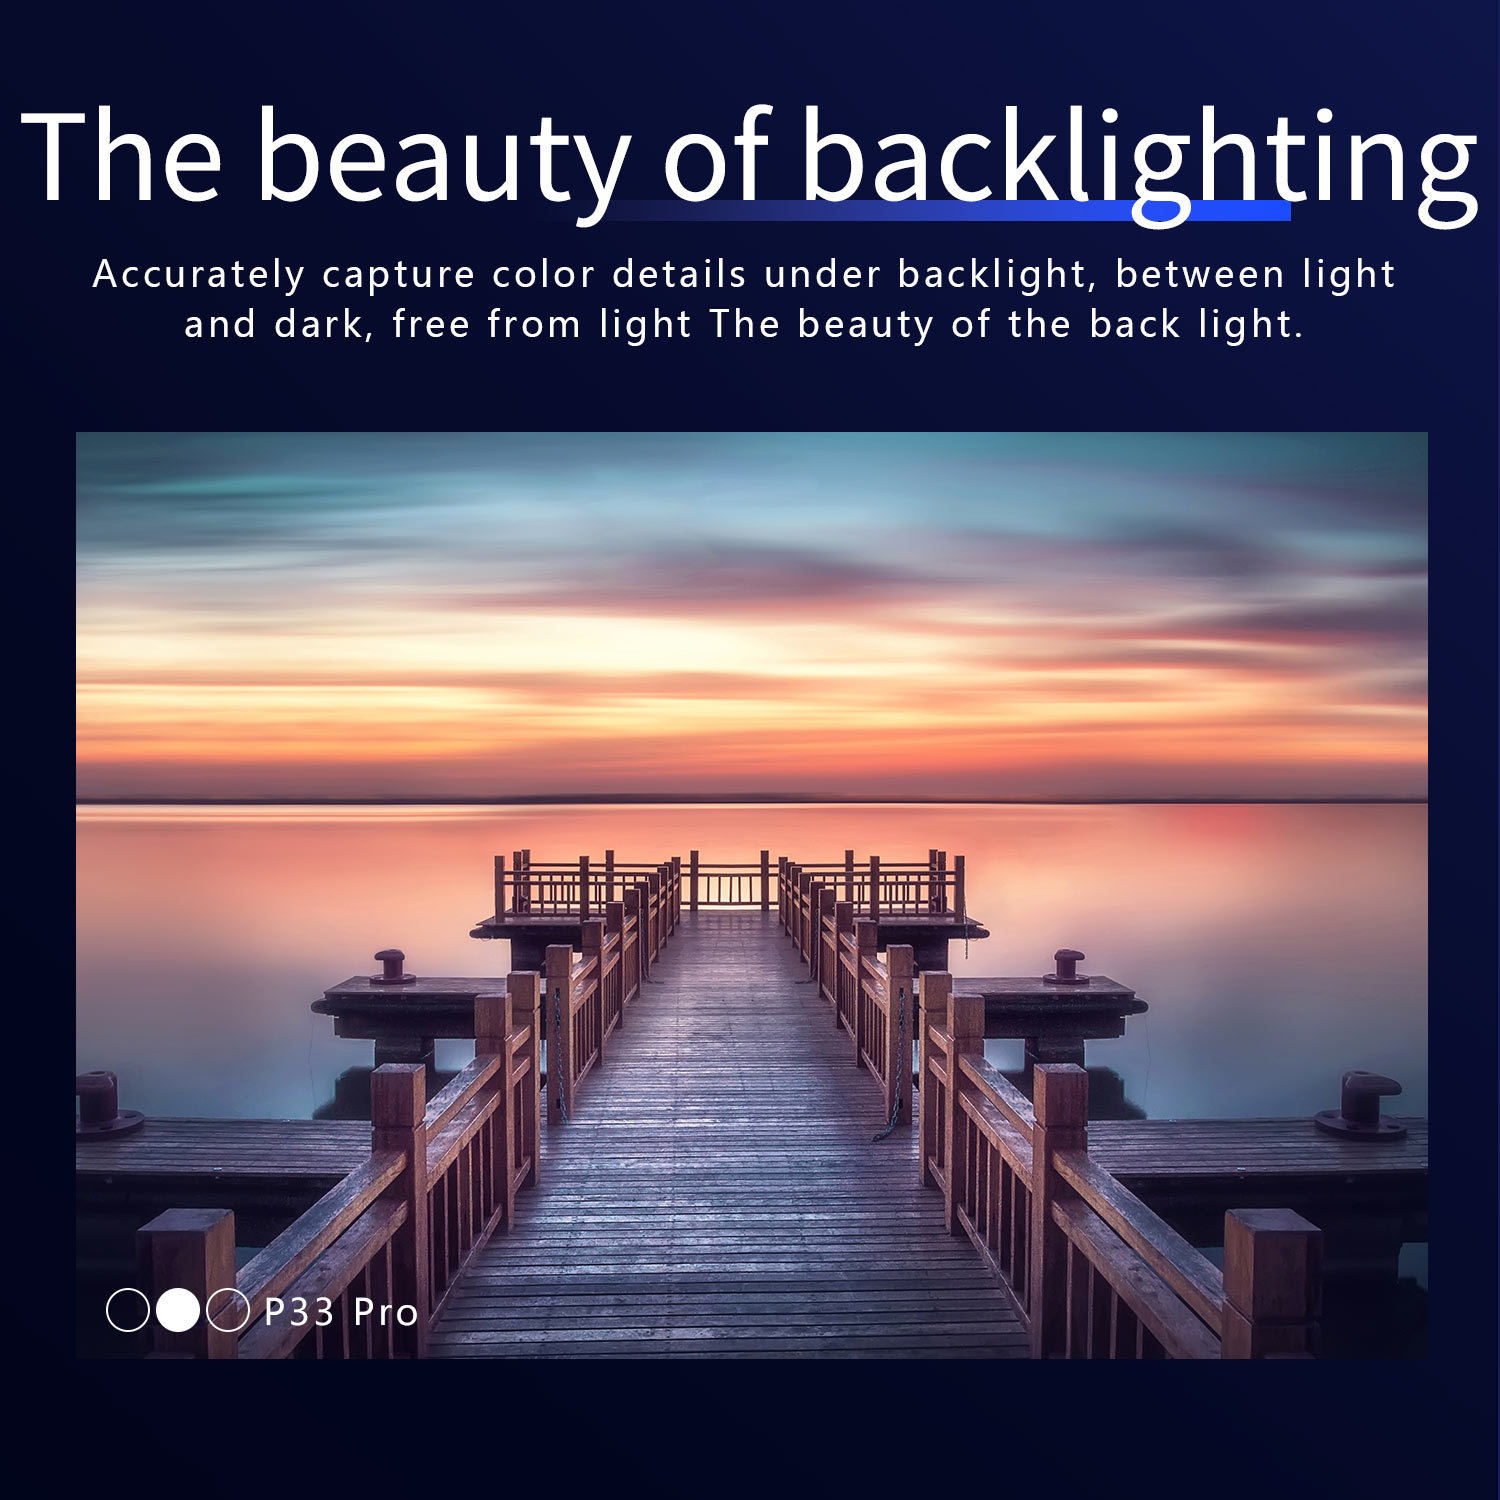 The beauty of backlighting
Accurately capture color details under backlight, between light
and dark, free from light The beauty of the back light.
P33 Pro